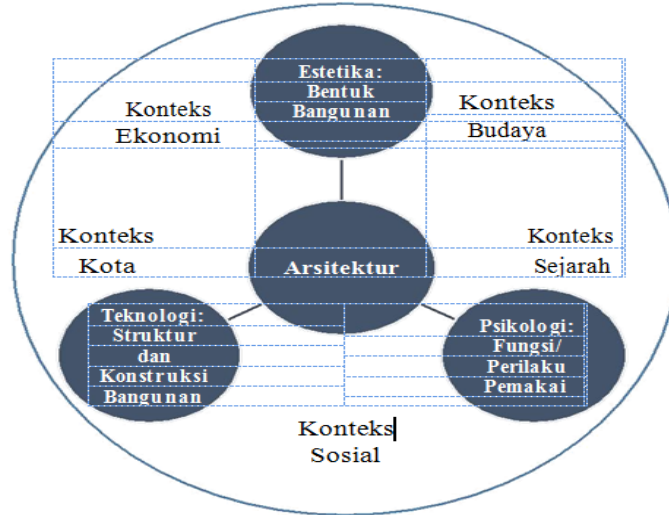 Estetika:
Bentuk
Bangunan
Konteks
Ekonomi
Konteks
Budaya
Konteks
Kota
Arsitektur
Konteks
Sejarah
Teknologi:
Struktur
dan
Konstruksi
Bangunan
Psikologi:
Fungsi/
Perilaku
Pemakai
Konteks
Sosial